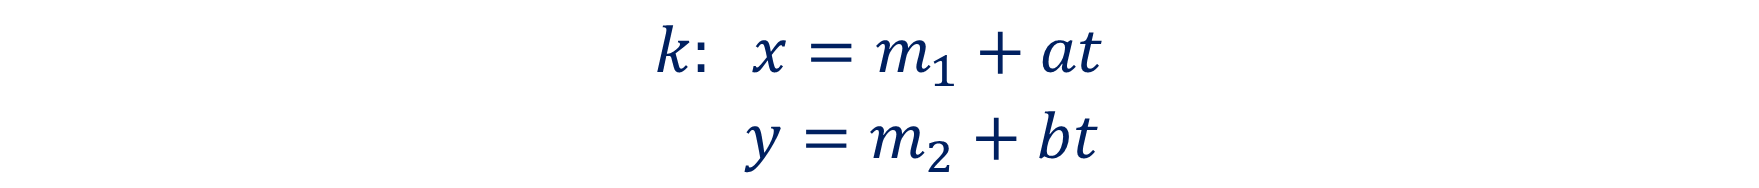 k: x = m₁ + at
y = m₂ + bt